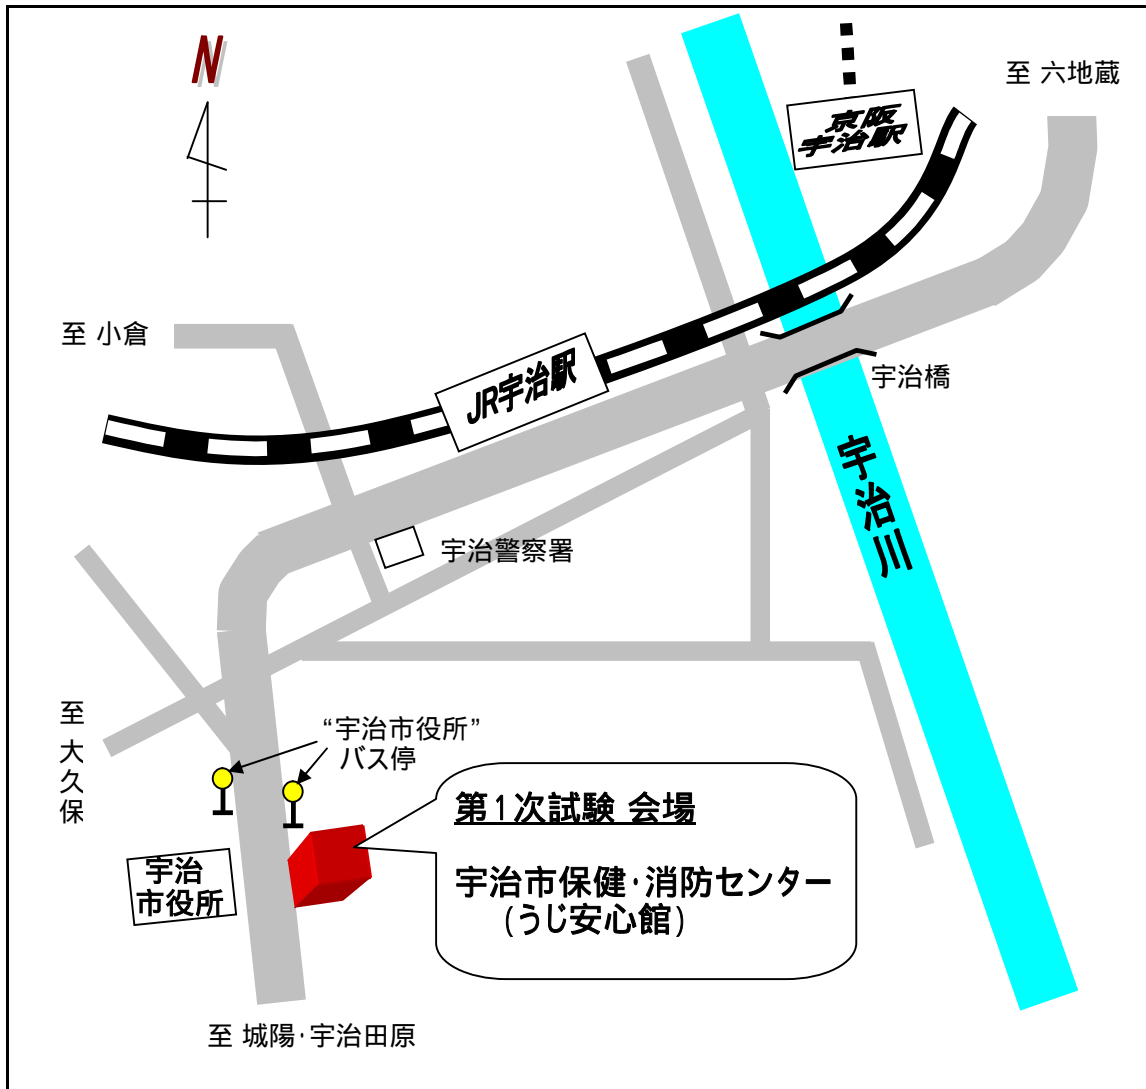 N
至 六地蔵
京阪
宇治駅
至 小倉
JR宇治駅
宇治橋
宇治川
宇治警察署
至 大久保
“宇治市役所”
バス停
第1次試験 会場
宇治市保健・消防センター
(うじ安心館)
宇治
市役所
至 城陽・宇治田原